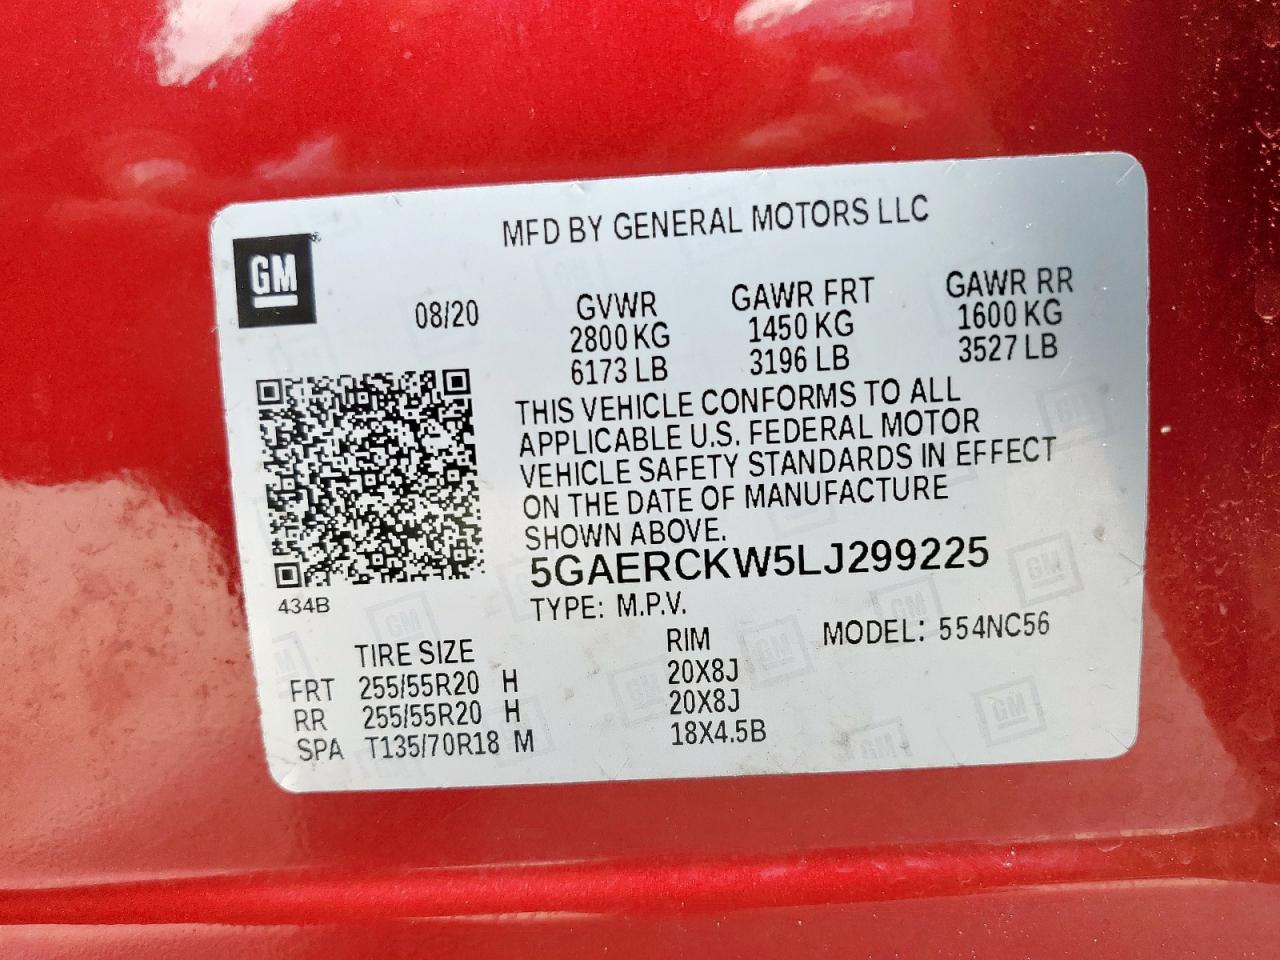 MFD BY GENERAL MOTORS LLC
GM
08/20
GVWR GAWR FRT GAWR RR
2800 KG 1450 KG 1600 KG
6173 LB 3196 LB 3527 LB
THIS VEHICLE CONFORMS TO ALL
APPLICABLE U.S. FEDERAL MOTOR
VEHICLE SAFETY STANDARDS IN EFFECT
ON THE DATE OF MANUFACTURE
SHOWN ABOVE.
5GAERCKW5LJ299225
434B
TYPE: M.P.V.
MODEL: 554NC56
TIRE SIZE RIM
FRT 255/55R20 H 20X8J
RR 255/55R20 H 20X8J
SPA T135/70R18 M 18X4.5B